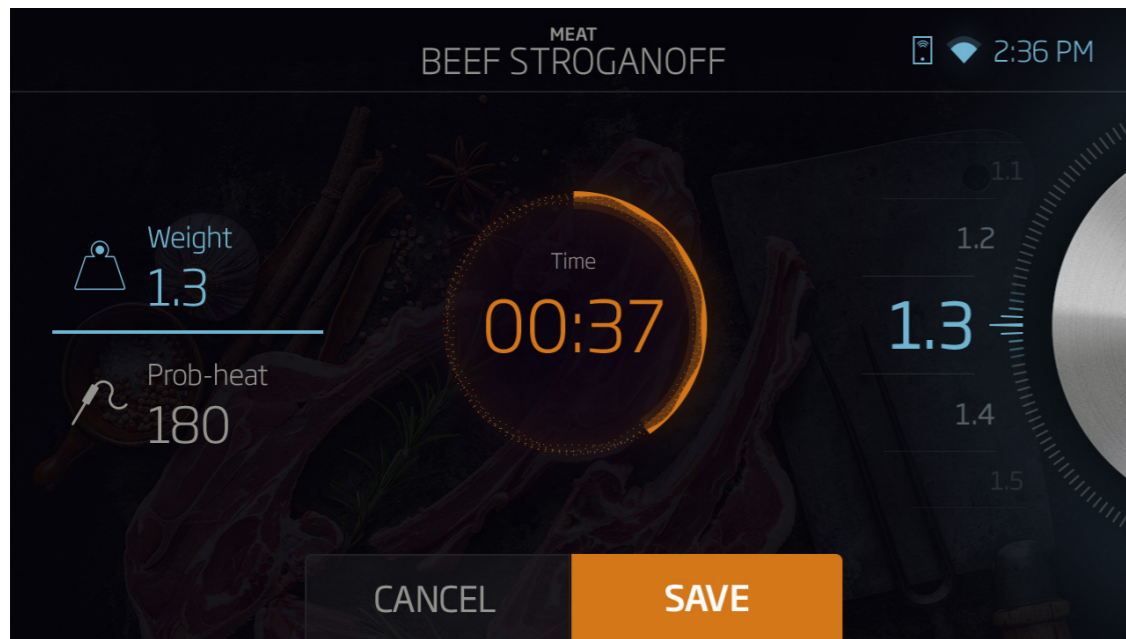 MEAT
BEEF STROGANOFF
2:36 PM
Weight
1.3
Prob-heat
180
Time
00:37
1.1
1.2
1.3
1.4
1.5
CANCEL
SAVE